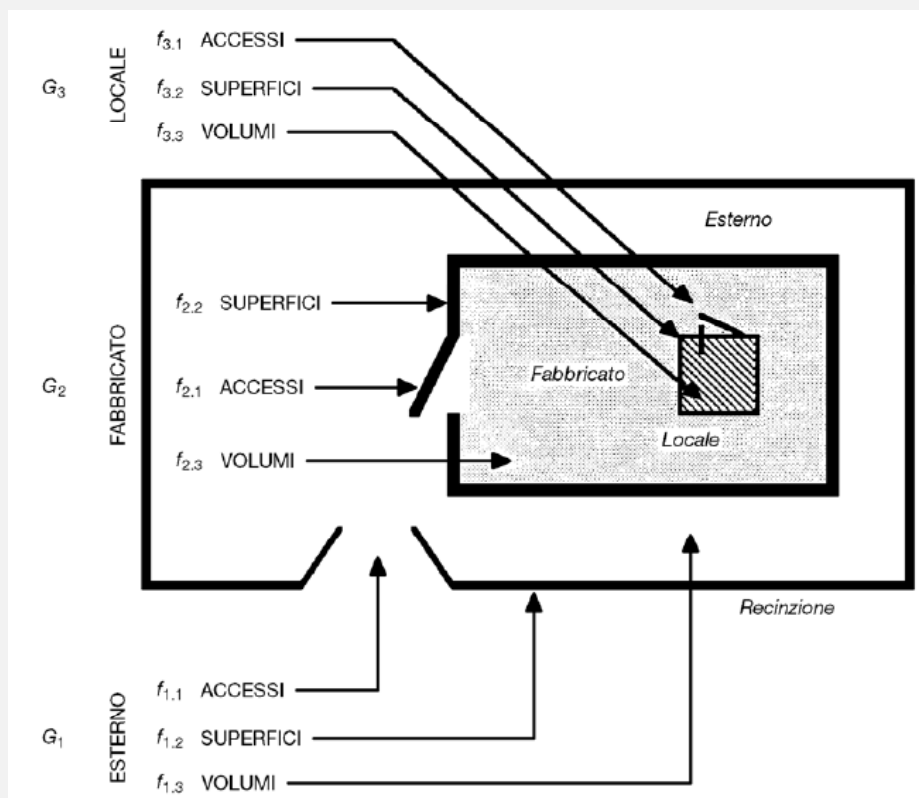 G3 LOCALE
f3.1 ACCESSI
f3.2 SUPERFICI
f3.3 VOLUMI
Esterno
G2 FABBRICATO
f2.2 SUPERFICI
f2.1 ACCESSI
f2.3 VOLUMI
Fabbricato
Locale
Recinzione
G1 ESTERNO
f1.1 ACCESSI
f1.2 SUPERFICI
f1.3 VOLUMI